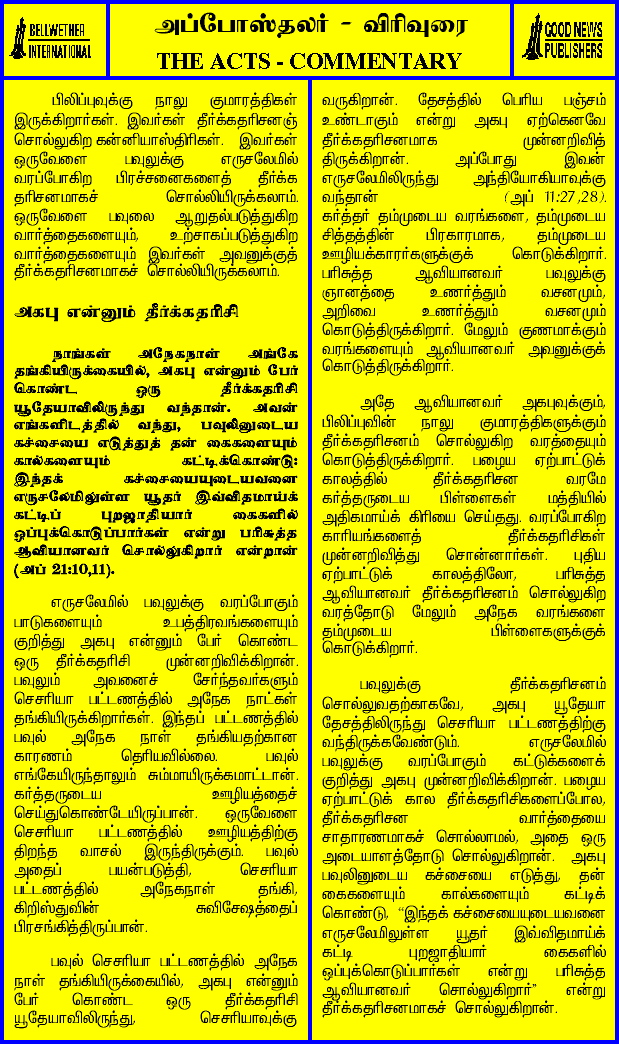 BELLWETHER
INTERNATIONAL
அப்போஸ்தலர் - விரிவுரை
THE ACTS - COMMENTARY
GOOD NEWS
PUBLISHERS
பிலிப்புவுக்கு நாலு குமாரத்திகள்
இருக்கிறார்கள். இவர்கள் தீர்க்கதரிசனஞ்
சொல்லுகிற கன்னியாஸ்திரிகள். இவர்கள்
ஒருவேளை பவுலுக்கு எருசலேமில்
வரப்போகிற பிரச்சனைகளைத் தீர்க்க
தரிசனமாகச் சொல்லியிருக்கலாம்.
ஒருவேளை பவுலை ஆறுதல்படுத்துகிற
வார்த்தைகளையும், உற்சாகப்படுத்துகிற
வார்த்தைகளையும் இவர்கள் அவனுக்குத்
தீர்க்கதரிசனமாகச் சொல்லியிருக்கலாம்.
அகபு என்னும் தீர்க்கதரிசி
நாங்கள் அநேகநாள் அங்கே
தங்கியிருக்கையில், அகபு என்னும் பேர்
கொண்ட ஒரு தீர்க்கதரிசி
யூதேயாவிலிருந்து வந்தான். அவன்
எங்களிடத்தில் வந்து, பவுலினுடைய
கச்சையை எடுத்துத் தன் கைகளையும்
கால்களையும் கட்டிக்கொண்டு:
இந்தக் கச்சையையுடையவனை
எருசலேமிலுள்ள யூதர் இவ்விதமாய்க்
கட்டிப் புறஜாதியார் கைகளில்
ஒப்புக்கொடுப்பார்கள் என்று பரிசுத்த
ஆவியானவர் சொல்லுகிறார் என்றான்
(அப் 21:10,11).
எருசலேமில் பவுலுக்கு வரப்போகும்
பாடுகளையும் உபத்திரவங்களையும்
குறித்து அகபு என்னும் பேர் கொண்ட
ஒரு தீர்க்கதரிசி முன்னறிவிக்கிறான்.
பவுலும் அவனைச் சேர்ந்தவர்களும்
செசரியா பட்டணத்தில் அநேக நாட்கள்
தங்கியிருக்கிறார்கள். இந்தப் பட்டணத்தில்
பவுல் அநேக நாள் தங்கியதற்கான
காரணம் தெரியவில்லை. பவுல்
எங்கேயிருந்தாலும் சும்மாயிருக்கமாட்டான்.
கர்த்தருடைய ஊழியத்தைச்
செய்துகொண்டேயிருப்பான். ஒருவேளை
செசரியா பட்டணத்தில் ஊழியத்திற்கு
திறந்த வாசல் இருந்திருக்கும். பவுல்
அதைப் பயன்படுத்தி, செசரியா
பட்டணத்தில் அநேகநாள் தங்கி,
கிறிஸ்துவின் சுவிசேஷத்தைப்
பிரசங்கித்திருப்பான்.
பவுல் செசரியா பட்டணத்தில் அநேக
நாள் தங்கியிருக்கையில், அகபு என்னும்
பேர் கொண்ட ஒரு தீர்க்கதரிசி
யூதேயாவிலிருந்து, செசரியாவுக்கு
வருகிறான். தேசத்தில் பெரிய பஞ்சம்
உண்டாகும் என்று அகபு ஏற்கெனவே
தீர்க்கதரிசனமாக முன்னறிவித்
திருக்கிறான். அப்போது இவன்
எருசலேமிலிருந்து அந்தியோகியாவுக்கு
வந்தான் (அப் 11:27,28).
கர்த்தர் தம்முடைய வரங்களை, தம்முடைய
சித்தத்தின் பிரகாரமாக, தம்முடைய
ஊழியக்காரர்களுக்குக் கொடுக்கிறார்.
பரிசுத்த ஆவியானவர் பவுலுக்கு
ஞானத்தை உணர்த்தும் வசனமும்,
அறிவை உணர்த்தும் வசனமும்
கொடுத்திருக்கிறார். மேலும் குணமாக்கும்
வரங்களையும் ஆவியானவர் அவனுக்குக்
கொடுத்திருக்கிறார்.
அதே ஆவியானவர் அகபுவுக்கும்,
பிலிப்புவின் நாலு குமாரத்திகளுக்கும்
தீர்க்கதரிசனம் சொல்லுகிற வரத்தையும்
கொடுத்திருக்கிறார். பழைய ஏற்பாட்டுக்
காலத்தில் தீர்க்கதரிசன வரமே
கர்த்தருடைய பிள்ளைகள் மத்தியில்
அதிகமாய்க் கிரியை செய்தது. வரப்போகிற
காரியங்களைத் தீர்க்கதரிசிகள்
முன்னறிவித்து சொன்னார்கள். புதிய
ஏற்பாட்டுக் காலத்திலோ, பரிசுத்த
ஆவியானவர் தீர்க்கதரிசனம் சொல்லுகிற
வரத்தோடு மேலும் அநேக வரங்களை
தம்முடைய பிள்ளைகளுக்குக்
கொடுக்கிறார்.
பவுலுக்கு தீர்க்கதரிசனம்
சொல்லுவதற்காகவே, அகபு யூதேயா
தேசத்திலிருந்து செசரியா பட்டணத்திற்கு
வந்திருக்கவேண்டும். எருசலேமில்
பவுலுக்கு வரப்போகும் கட்டுக்களைக்
குறித்து அகபு முன்னறிவிக்கிறான். பழைய
ஏற்பாட்டுக் கால தீர்க்கதரிசிகளைப்போல,
தீர்க்கதரிசன வார்த்தையை
சாதாரணமாகச் சொல்லாமல், அதை ஒரு
அடையாளத்தோடு சொல்லுகிறான். அகபு
பவுலினுடைய கச்சையை எடுத்து, தன்
கைகளையும் கால்களையும் கட்டிக்
கொண்டு, “இந்தக் கச்சையையுடையவனை
எருசலேமிலுள்ள யூதர் இவ்விதமாய்க்
கட்டி புறஜாதியார் கைகளில்
ஒப்புக்கொடுப்பார்கள் என்று பரிசுத்த
ஆவியானவர் சொல்லுகிறார்” என்று
தீர்க்கதரிசனமாகச் சொல்லுகிறான்.